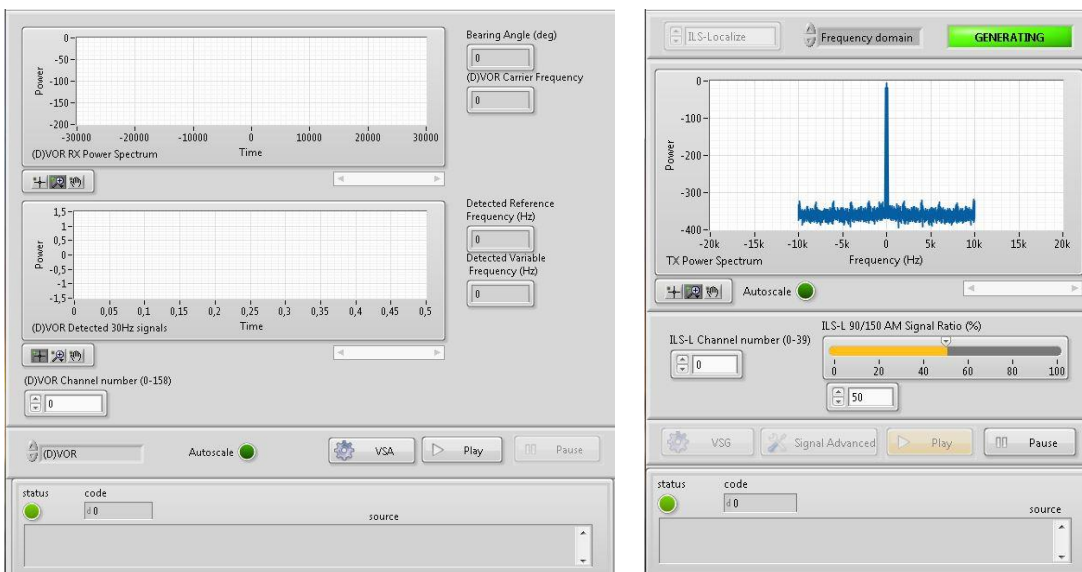 0
-50
-100
-150
-200
Power
-30000 -20000 -10000 0 10000 20000 30000
(D)VOR RX Power Spectrum Time
Bearing Angle (deg)
0
(D)VOR Carrier Frequency
0
1,5
1
0,5
-0,5
-1
-1,5
Power
0 0,05 0,1 0,15 0,2 0,25 0,3 0,35 0,4 0,45 0,5
(D)VOR Detected 30Hz signals Time
Detected Reference
Frequency (Hz)
0
Detected Variable
Frequency (Hz)
0
(D)VOR Channel number (0-158)
0
(D)VOR Autoscale VSA Play Pause
status code
d 0
source
ILS-Localize Frequency domain GENERATING
0
-100
-200
-300
-400
Power
-20k -15k -10k -5k 0 5k 10k 15k 20k
TX Power Spectrum Frequency (Hz)
Autoscale
ILS-L Channel number (0-39)
0
ILS-L 90/150 AM Signal Ratio (%)
0 20 40 60 80 100
50
VSG Signal Advanced Play Pause
status code
d 0
source